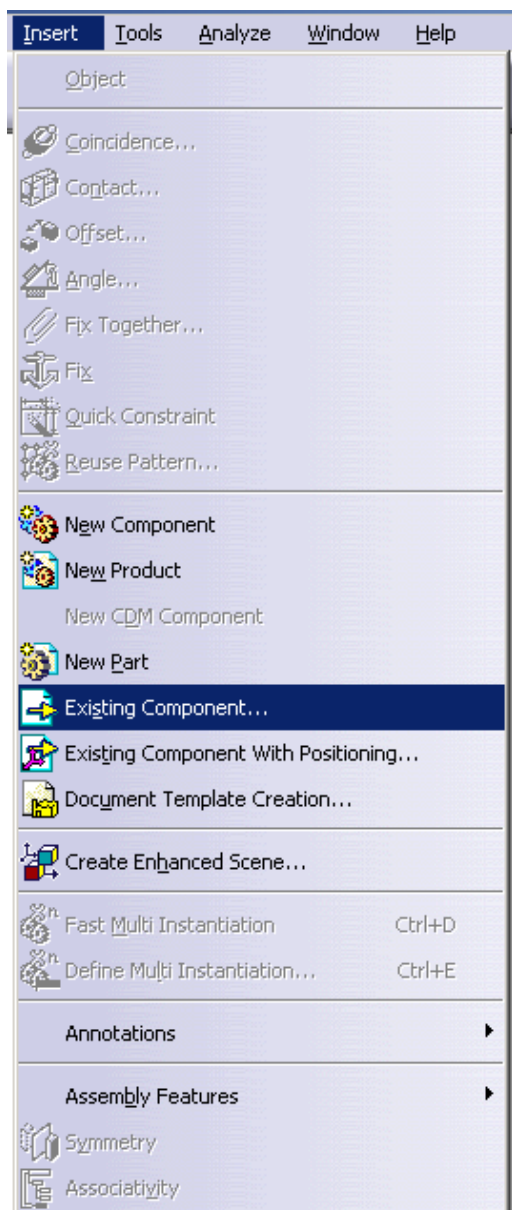 Insert Tools Analyze Window Help
Object
Coincidence...
Contact...
Offset...
Angle...
Fix Together...
Fix
Quick Constraint
Reuse Pattern...
New Component
New Product
New CDM Component
New Part
Existing Component...
Existing Component With Positioning...
Document Template Creation...
Create Enhanced Scene...
Fast Multi Instantiation Ctrl+D
Define Multi Instantiation... Ctrl+E
Annotations
Assembly Features
Symmetry
Associativity